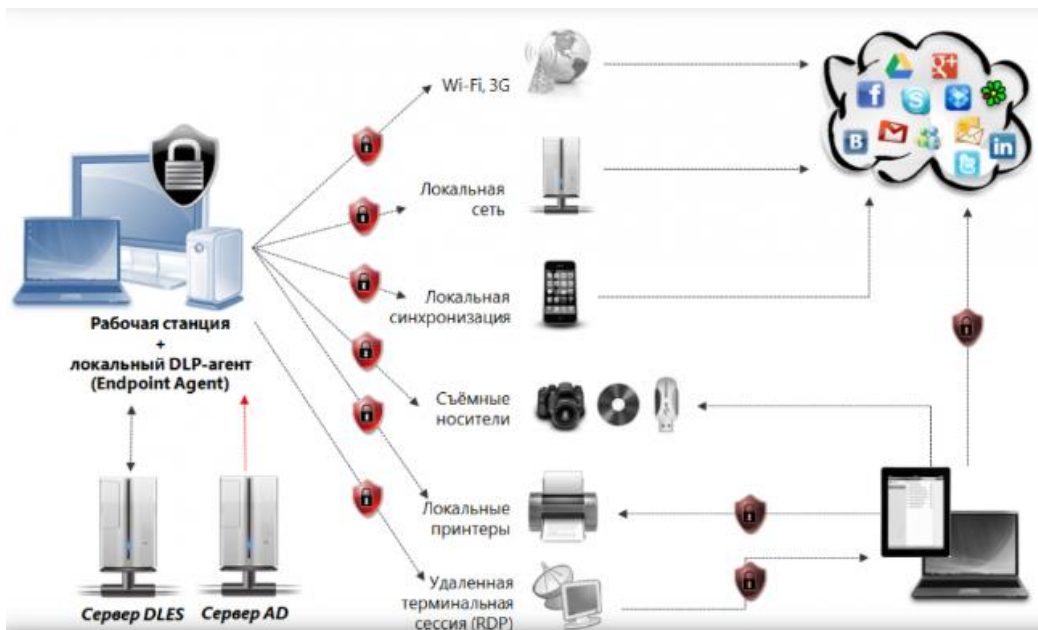 Wi-Fi, 3G
Локальная
сеть
Локальная
синхронизация
Рабочая станция
+
локальный DLP-агент
(Endpoint Agent)
Съёмные
носители
Локальные
принтеры
Удаленная
терминальная
сессия (RDP)
Сервер DLES
Сервер AD
g+
f
S
B
M
in
t